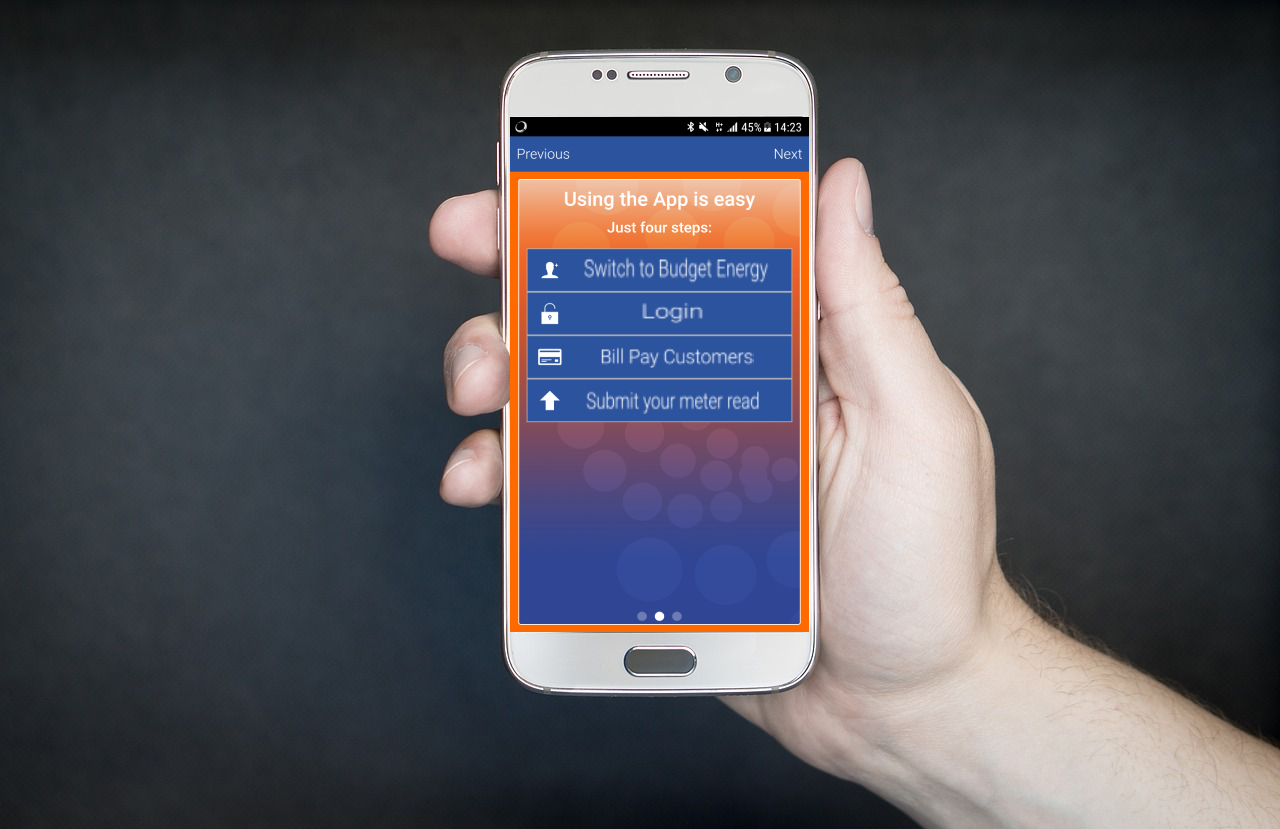 45% 14:23
Previous Next
Using the App is easy
Just four steps:
Switch to Budget Energy
Login
Bill Pay Customers
Submit your meter read